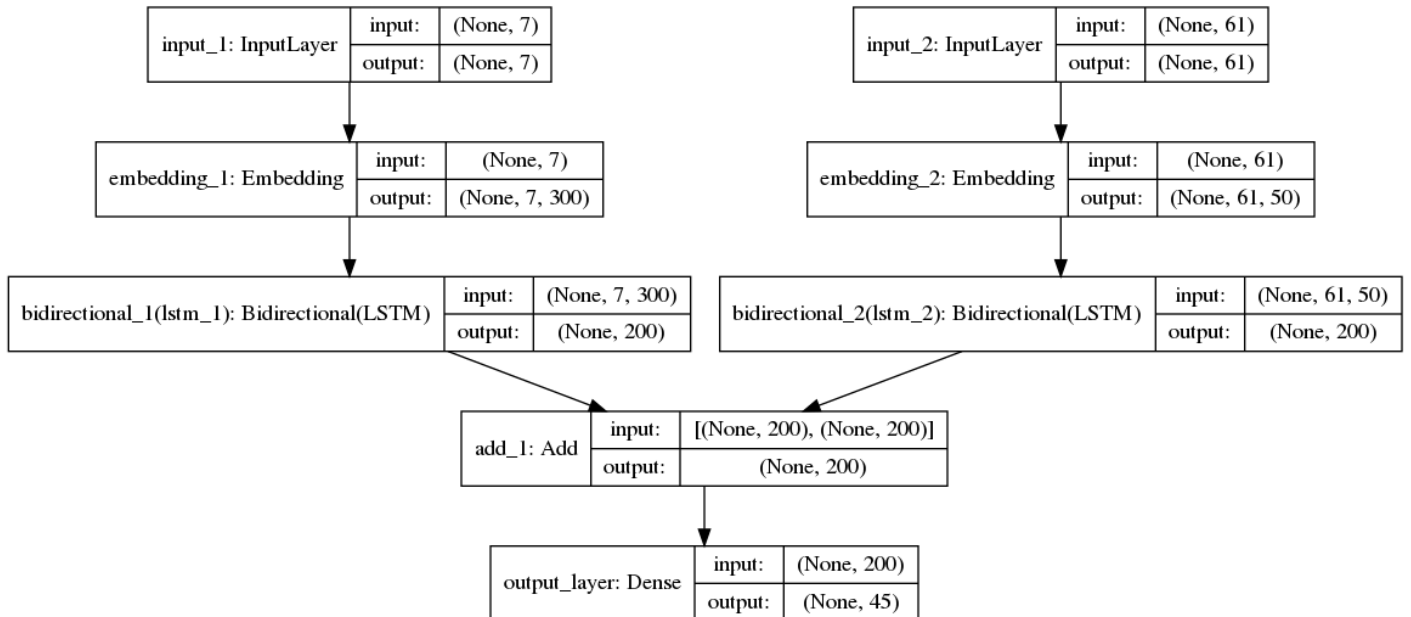 input_1: InputLayer input: (None, 7)
output: (None, 7)
input_2: InputLayer input: (None, 61)
output: (None, 61)
embedding_1: Embedding input: (None, 7)
output: (None, 7, 300)
embedding_2: Embedding input: (None, 61)
output: (None, 61, 50)
bidirectional_1(lstm_1): Bidirectional(LSTM) input: (None, 7, 300)
output: (None, 200)
bidirectional_2(lstm_2): Bidirectional(LSTM) input: (None, 61, 50)
output: (None, 200)
add_1: Add input: [(None, 200), (None, 200)]
output: (None, 200)
output_layer: Dense input: (None, 200)
output: (None, 45)